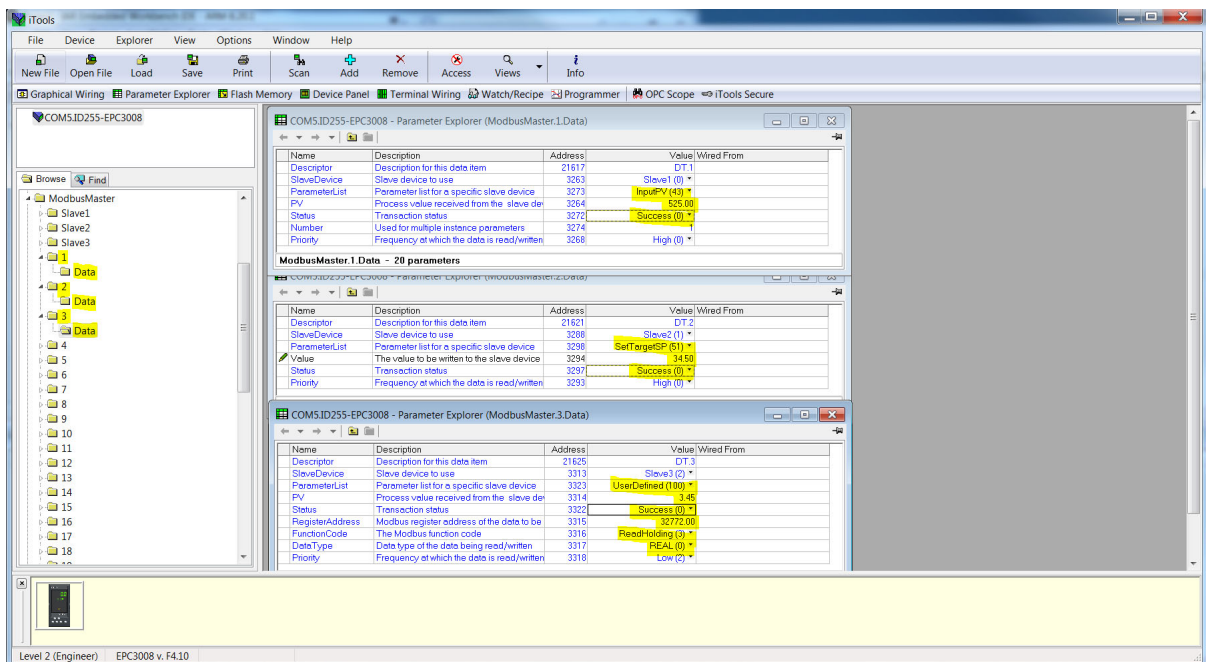 iTools
File Device Explorer View Options Window Help
New File Open File Load Save Print Scan Add Remove Access Views Info
Graphical Wiring Parameter Explorer Flash Memory Device Panel Terminal Wiring Watch/Recipe Programmer OPC Scope iTools Secure
COM5.ID255-EPC3008
Browse Find
ModbusMaster
Slave1
Slave2
Slave3
1
Data
2
Data
3
Data
4
5
6
7
8
9
10
11
12
13
14
15
16
17
18
COM5.ID255-EPC3008 - Parameter Explorer (ModbusMaster.1.Data)
Name Description Address Value Wired From
Descriptor Description for this data item 21617 DT.1
SlaveDevice Slave device to use 3263 Slave1 (0)
ParameterList Parameter list for a specific slave device 3273 InputPV (43)
PV Process value received from the slave dev 3264 525.00
Status Transaction status 3272 Success (0)
Number Used for multiple instance parameters 3274 1
Priority Frequency at which the data is read/written 3268 High (0)
ModbusMaster.1.Data - 20 parameters
COM5.ID255-EPC3008 - Parameter Explorer (ModbusMaster.2.Data)
Name Description Address Value Wired From
Descriptor Description for this data item 21621 DT.2
SlaveDevice Slave device to use 3288 Slave2 (1)
ParameterList Parameter list for a specific slave device 3298 SetTargetSP (51)
Value The value to be written to the slave device 3294 34.50
Status Transaction status 3297 Success (0)
Priority Frequency at which the data is read/written 3293 High (0)
COM5.ID255-EPC3008 - Parameter Explorer (ModbusMaster.3.Data)
Name Description Address Value Wired From
Descriptor Description for this data item 21625 DT.3
SlaveDevice Slave device to use 3313 Slave3 (2)
ParameterList Parameter list for a specific slave device 3323 UserDefined (100)
PV Process value received from the slave dev 3314 3.45
Status Transaction status 3322 Success (0)
RegisterAddress Modbus register address of the data to be 3315 32772.00
FunctionCode The Modbus function code 3316 ReadHolding (3)
DataType Data type of the data being read/written 3317 REAL (0)
Priority Frequency at which the data is read/written 3318 Low (2)
Level 2 (Engineer) EPC3008 v. F4.10